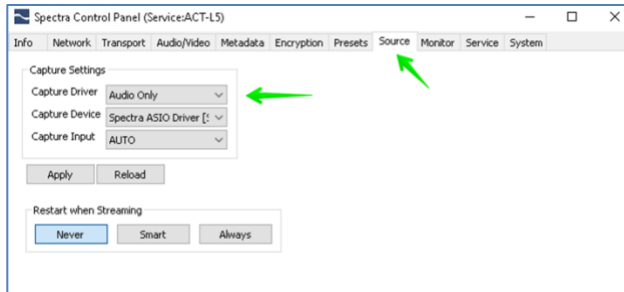 Spectra Control Panel (Service:ACT-L5)
Info Network Transport Audio/Video Metadata Encryption Presets Source Monitor Service System
Capture Settings
Capture Driver Audio Only
Capture Device Spectra ASIO Driver [
Capture Input AUTO
Apply Reload
Restart when Streaming
Never Smart Always